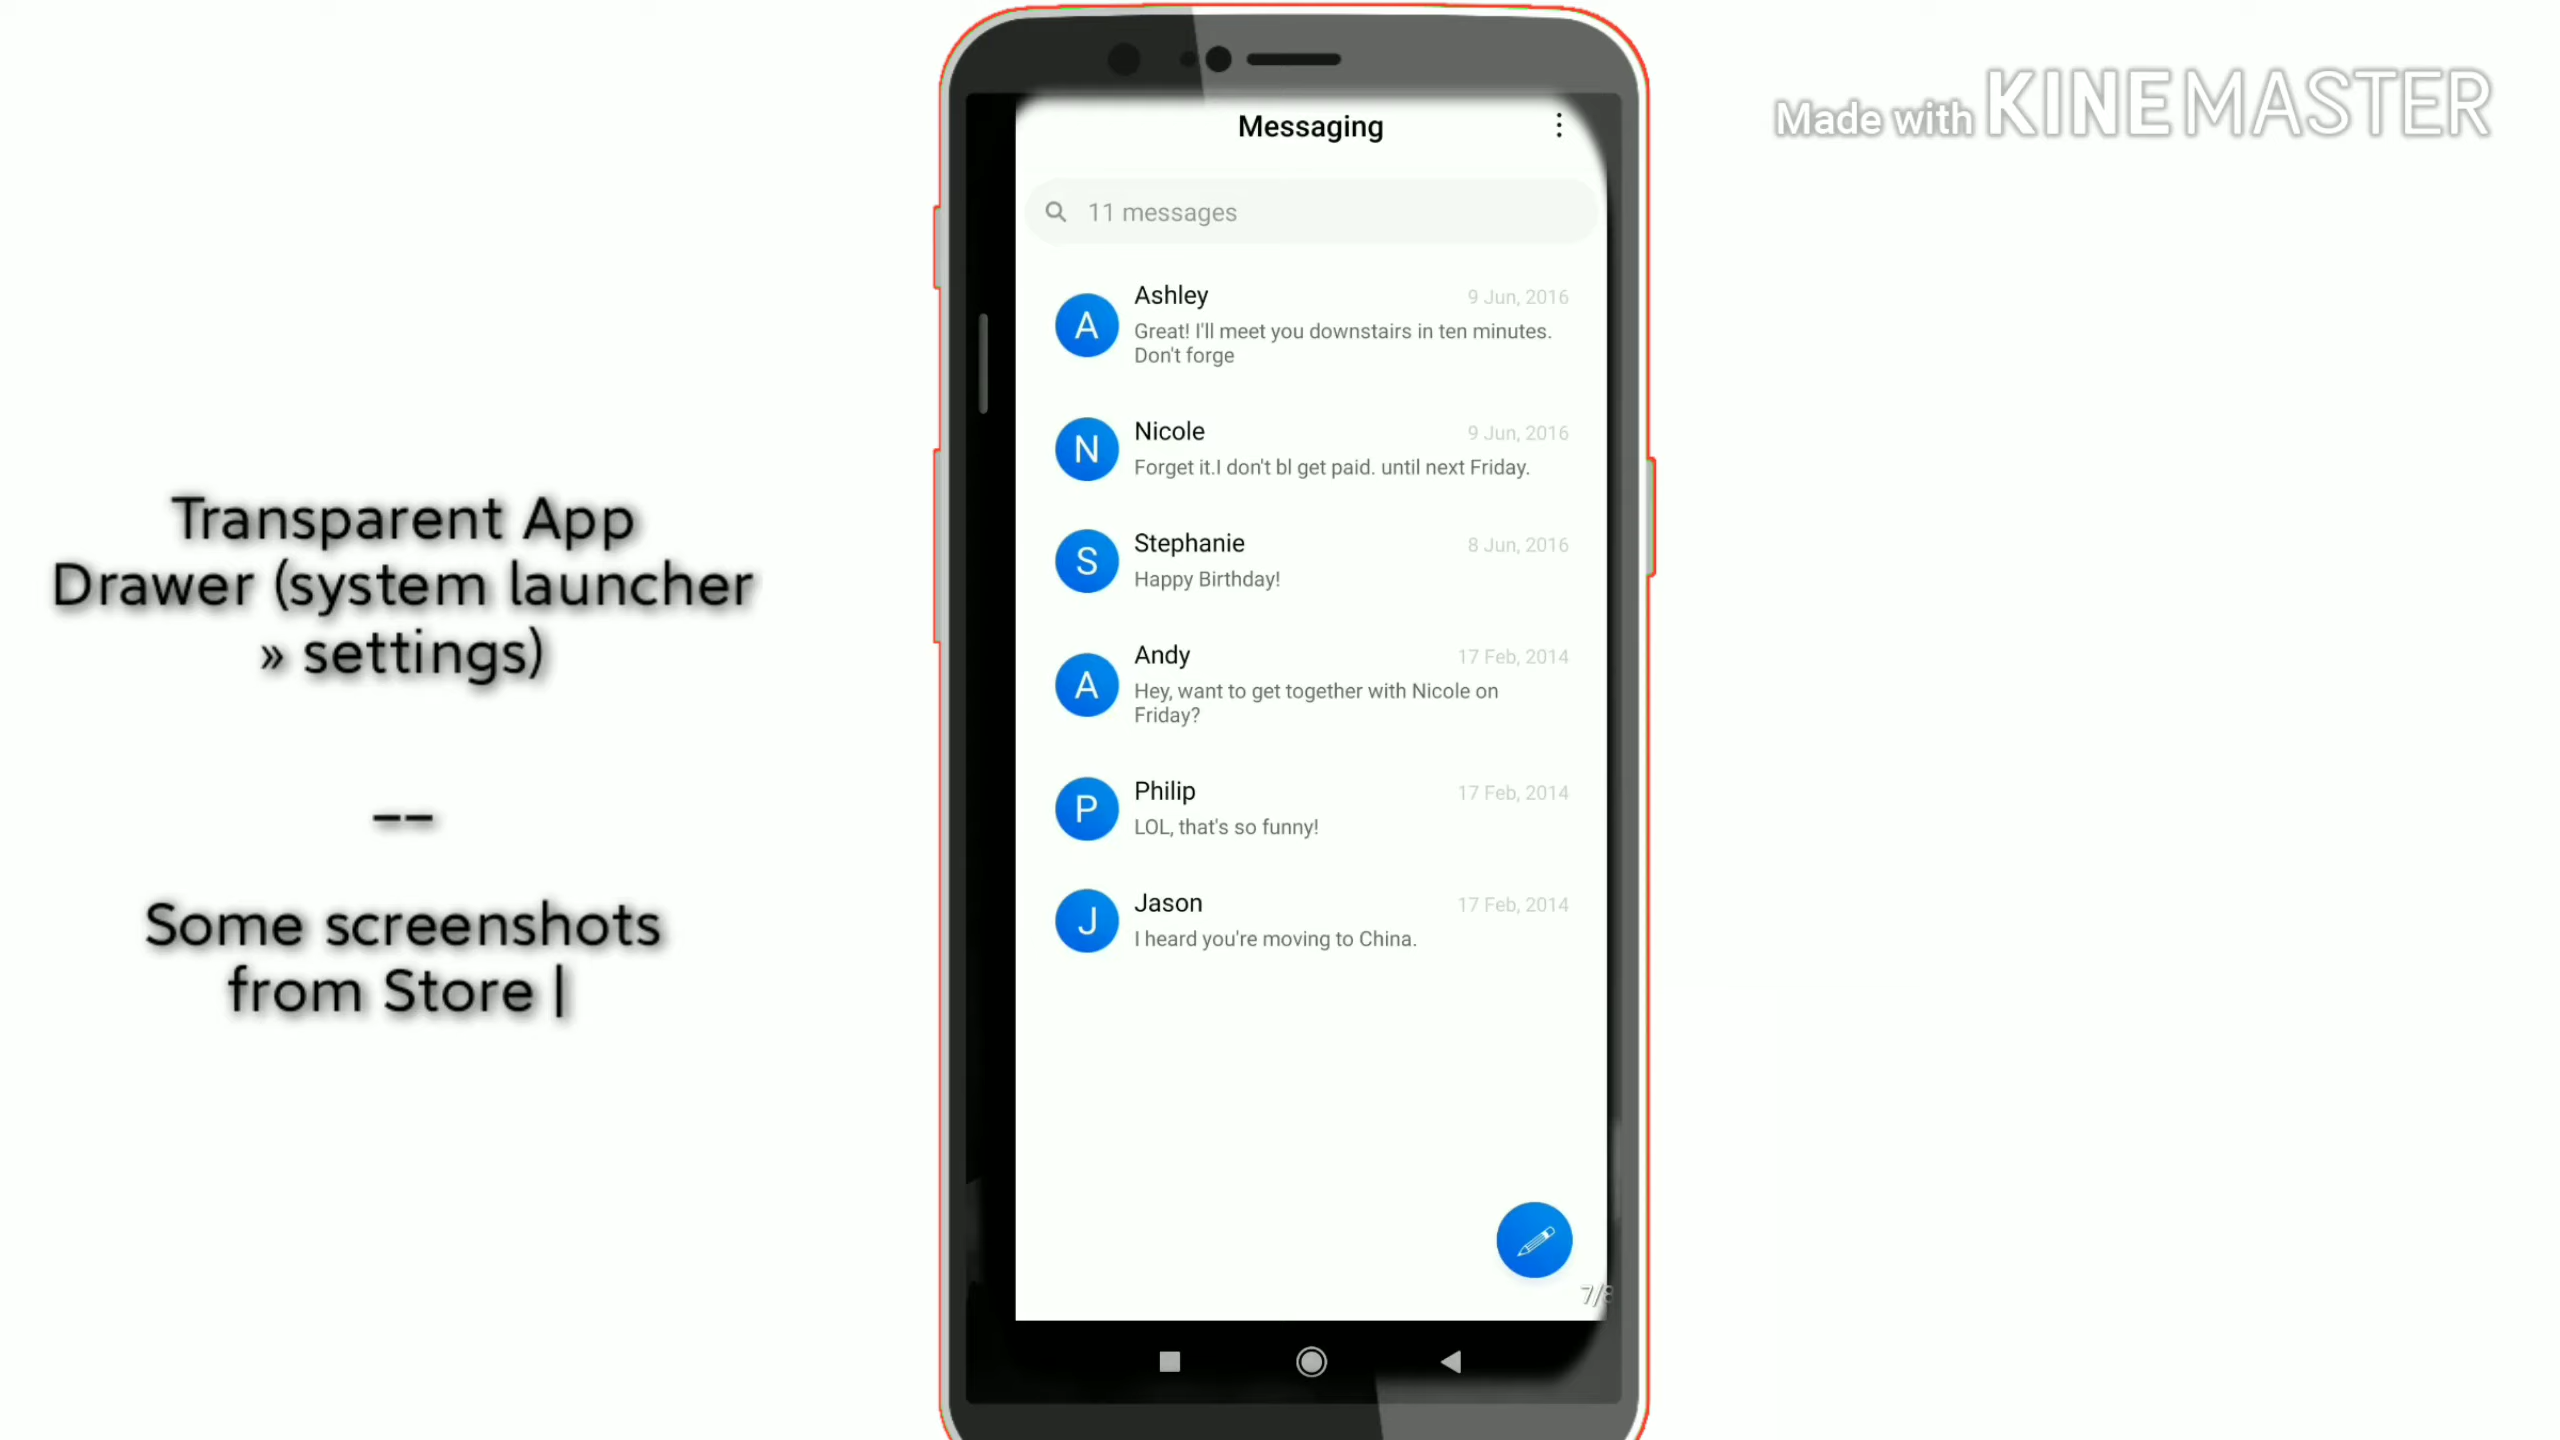 Made with KINEMASTER
Transparent App
Drawer (system launcher
» settings)
--
Some screenshots
from Store |
Messaging
11 messages
A
Ashley
9 Jun, 2016
Great! I'll meet you downstairs in ten minutes.
Don't forge
N
Nicole
9 Jun, 2016
Forget it.I don't bl get paid. until next Friday.
S
Stephanie
8 Jun, 2016
Happy Birthday!
A
Andy
17 Feb, 2014
Hey, want to get together with Nicole on
Friday?
P
Philip
17 Feb, 2014
LOL, that's so funny!
J
Jason
17 Feb, 2014
I heard you're moving to China.
7/8